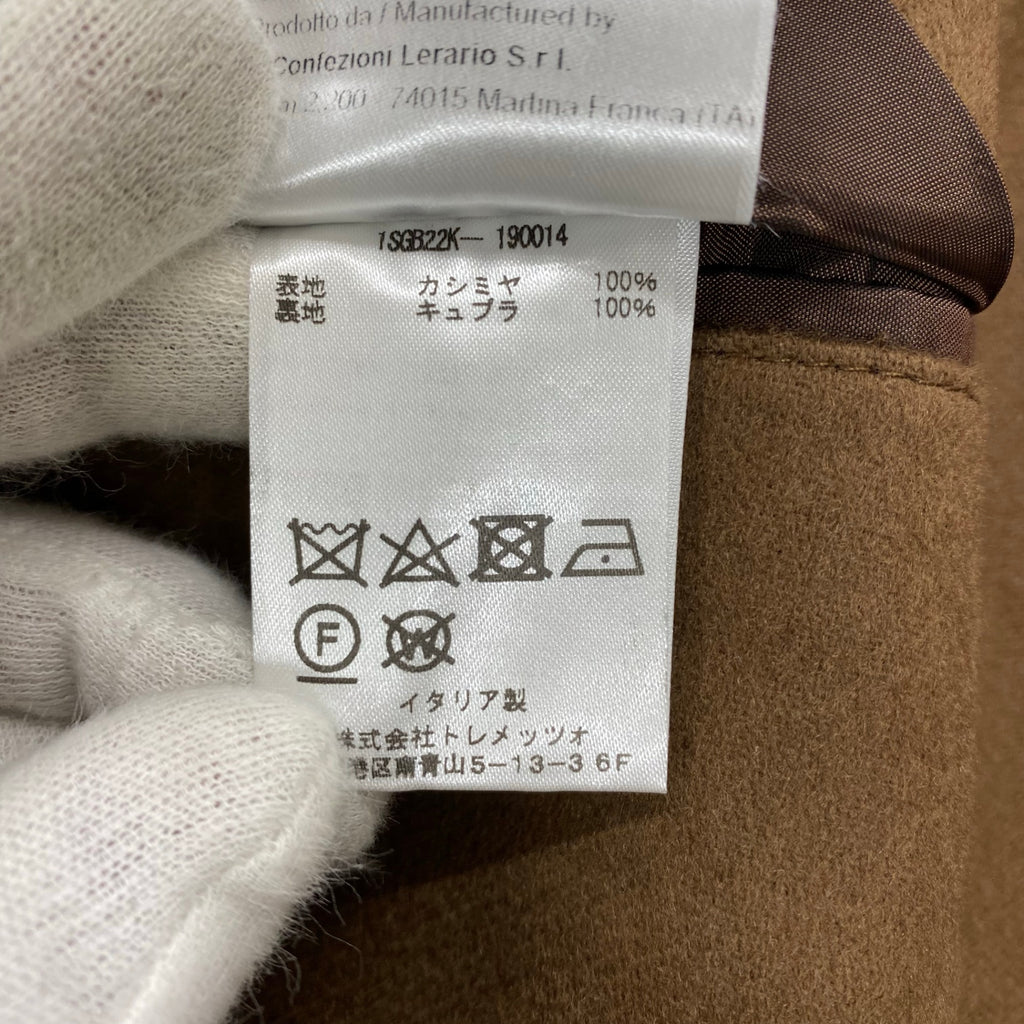 Prodotto da / Manufactured by
Confezioni Lerario S.r.l.
2.200 - 74015 Martina Franca (TA)
1SGB22K— 190014
表地 カシミヤ 100%
裏地 キュプラ 100%
F W
イタリア製
株式会社トレメッツォ
港区南青山5-13-3 6F